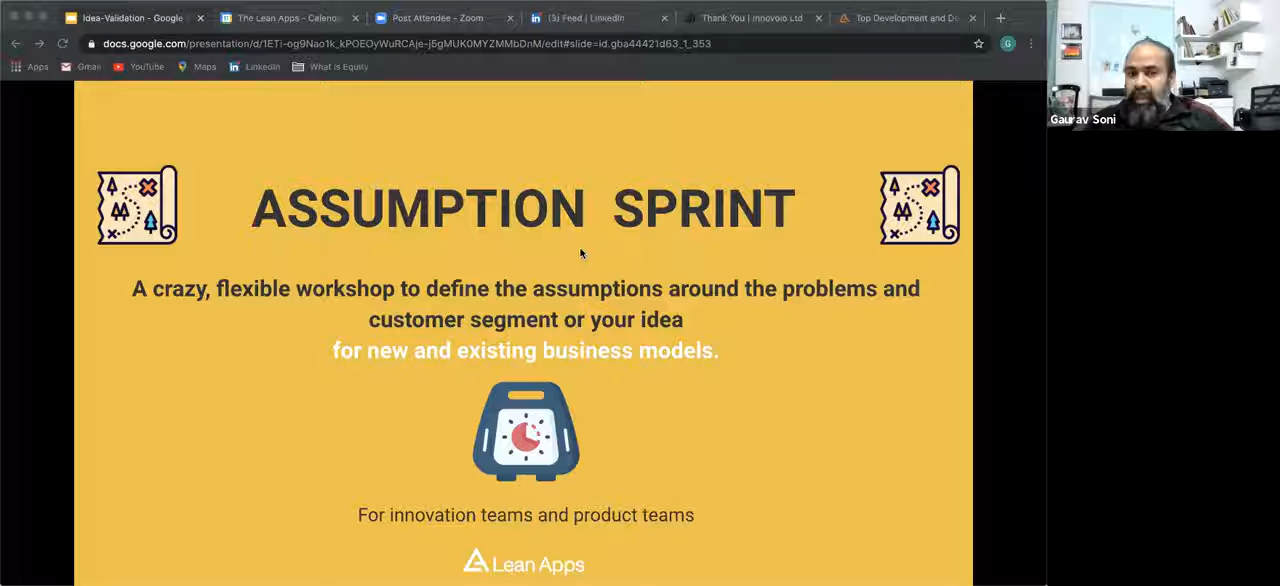 Idea-Validation - Google
The Lean Apps - Caleno
Post Attendee - Zoom
(3) Feed | LinkedIn
Thank You | Innovolo Ltd
Top Development and De
docs.google.com/presentation/d/1ETi-og9Nao1k_kPOEOyWuRCAje-j5gMUK0MYZMMbDnM/edit#slide=id.gba44421d63_1_353
G
Apps
Gmail
YouTube
Maps
LinkedIn
What is Equity
Gaurav Soni
ASSUMPTION SPRINT
A crazy, flexible workshop to define the assumptions around the problems and
customer segment or your idea
for new and existing business models.
For innovation teams and product teams
Lean Apps